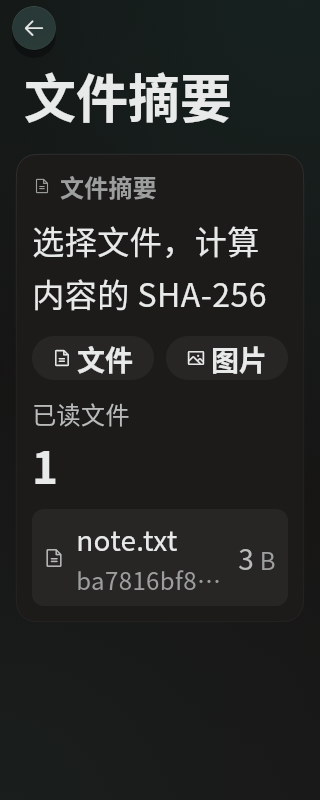 文件摘要
文件摘要
选择文件，计算
内容的 SHA-256
文件
图片
已读文件
1
note.txt
3 B
ba7816bf8…